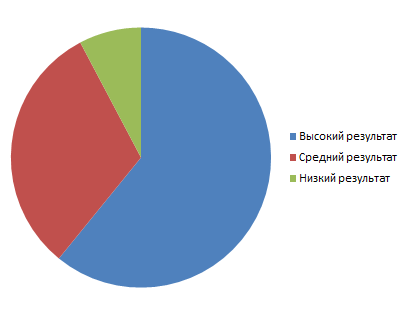 Высокий результат
Средний результат
Низкий результат